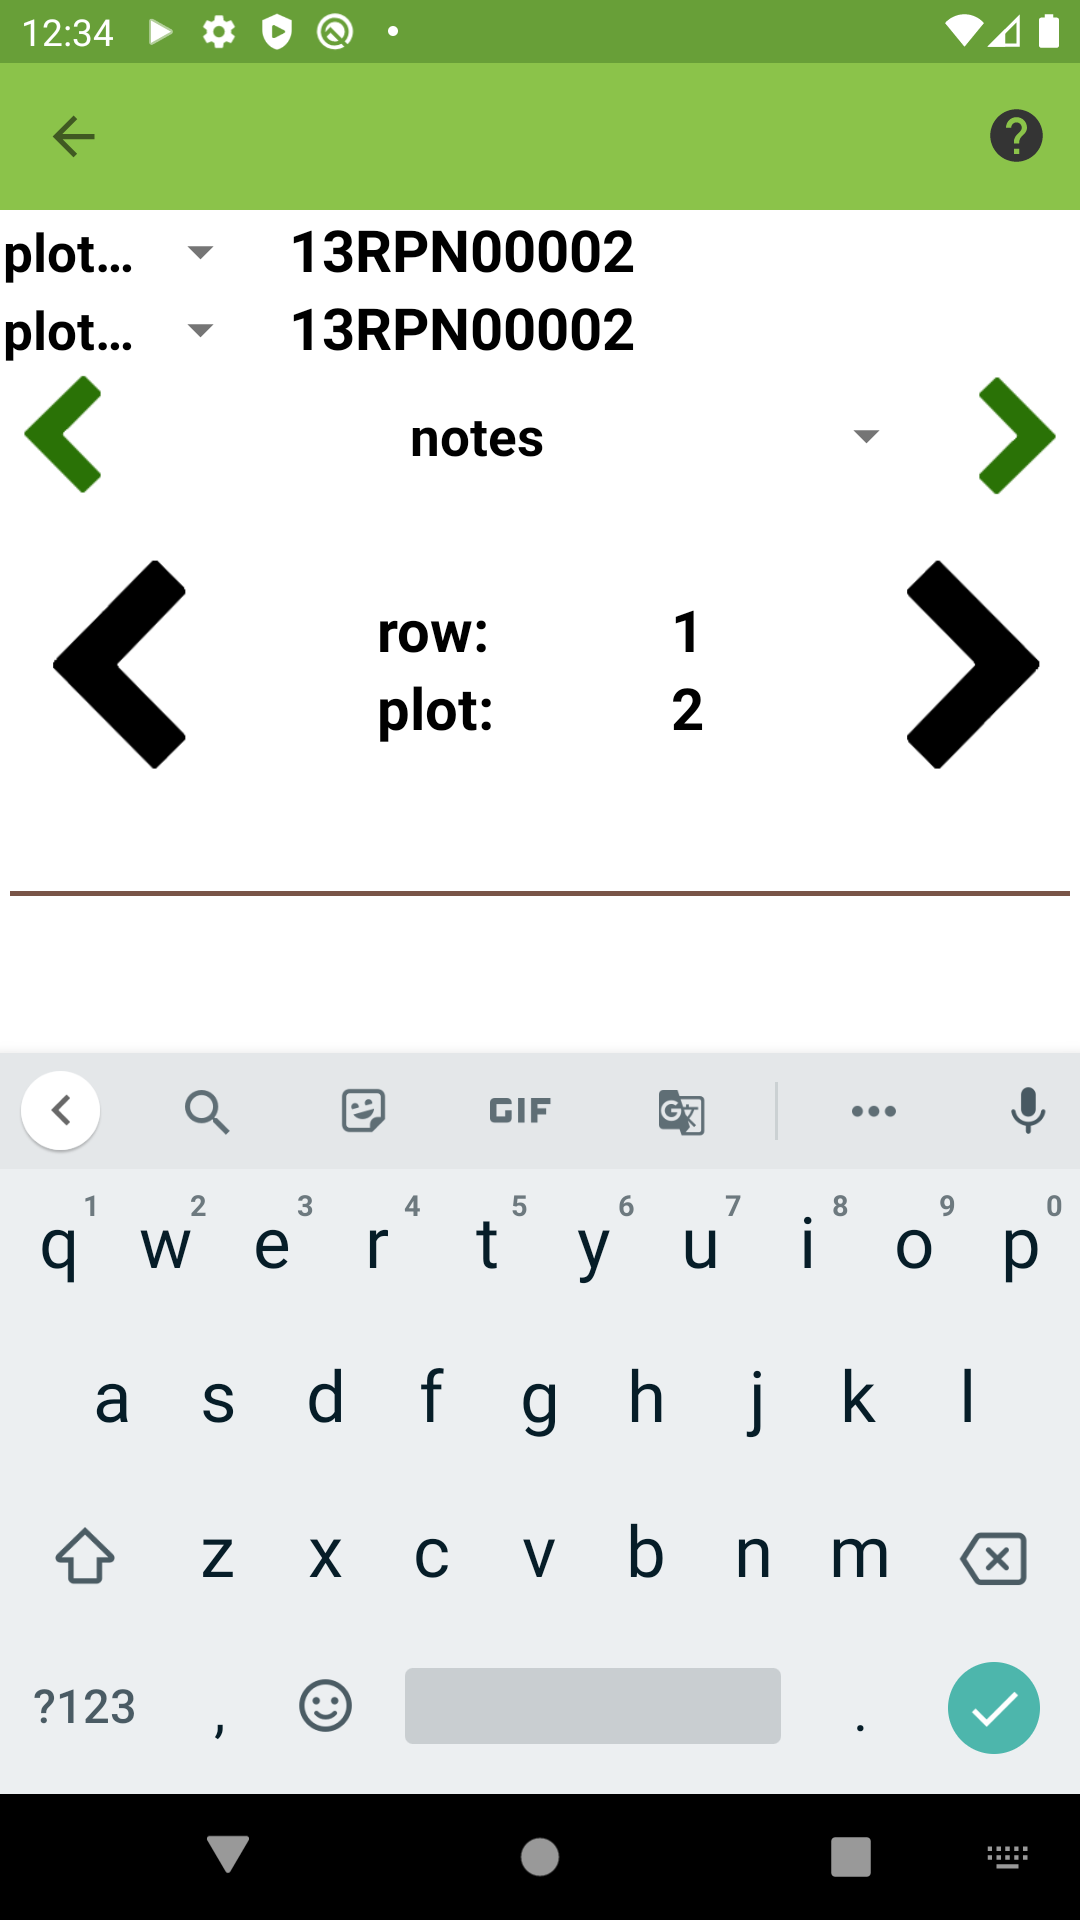 12:34
plot... 13RPN00002
plot... 13RPN00002
notes
row: 1
plot: 2
GIF
1 2 3 4 5 6 7 8 9 0
q w e r t y u i o p
a s d f g h j k l
z x c v b n m
?123 , .